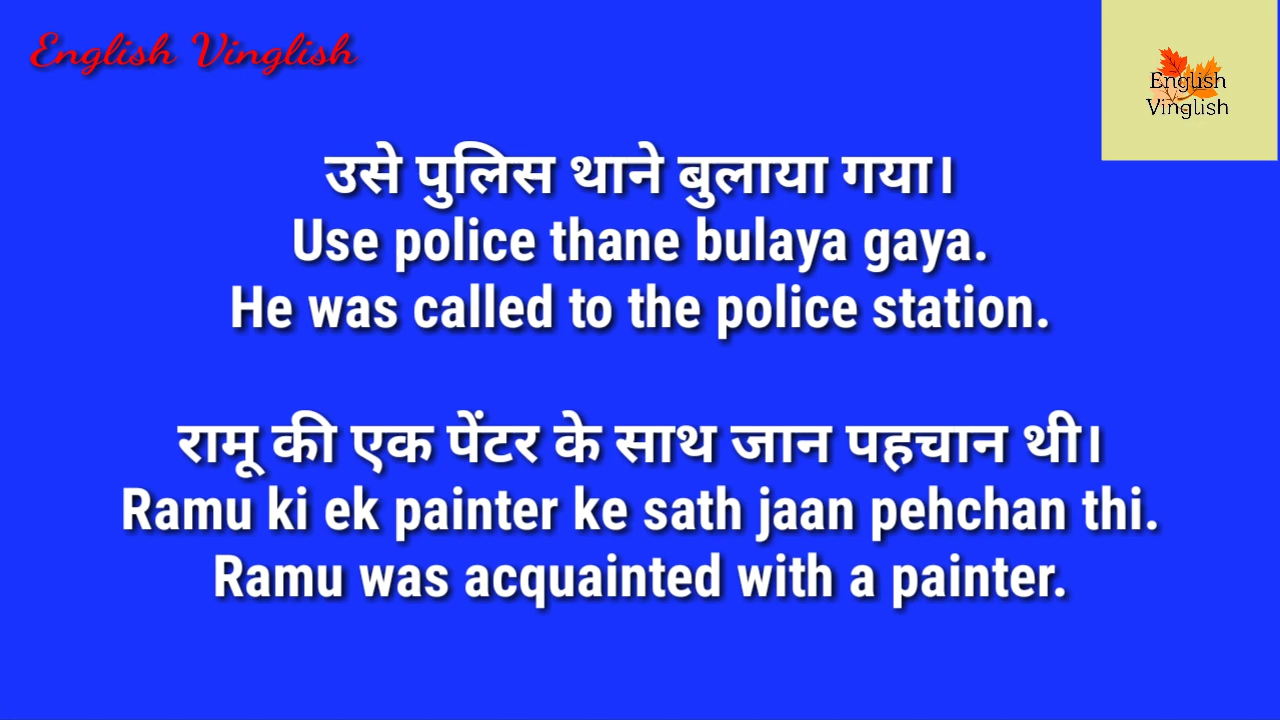 English Vinglish
English
Vinglish
उसे पुलिस थाने बुलाया गया।
Use police thane bulaya gaya.
He was called to the police station.
रामू की एक पेंटर के साथ जान पहचान थी।
Ramu ki ek painter ke sath jaan pehchan thi.
Ramu was acquainted with a painter.